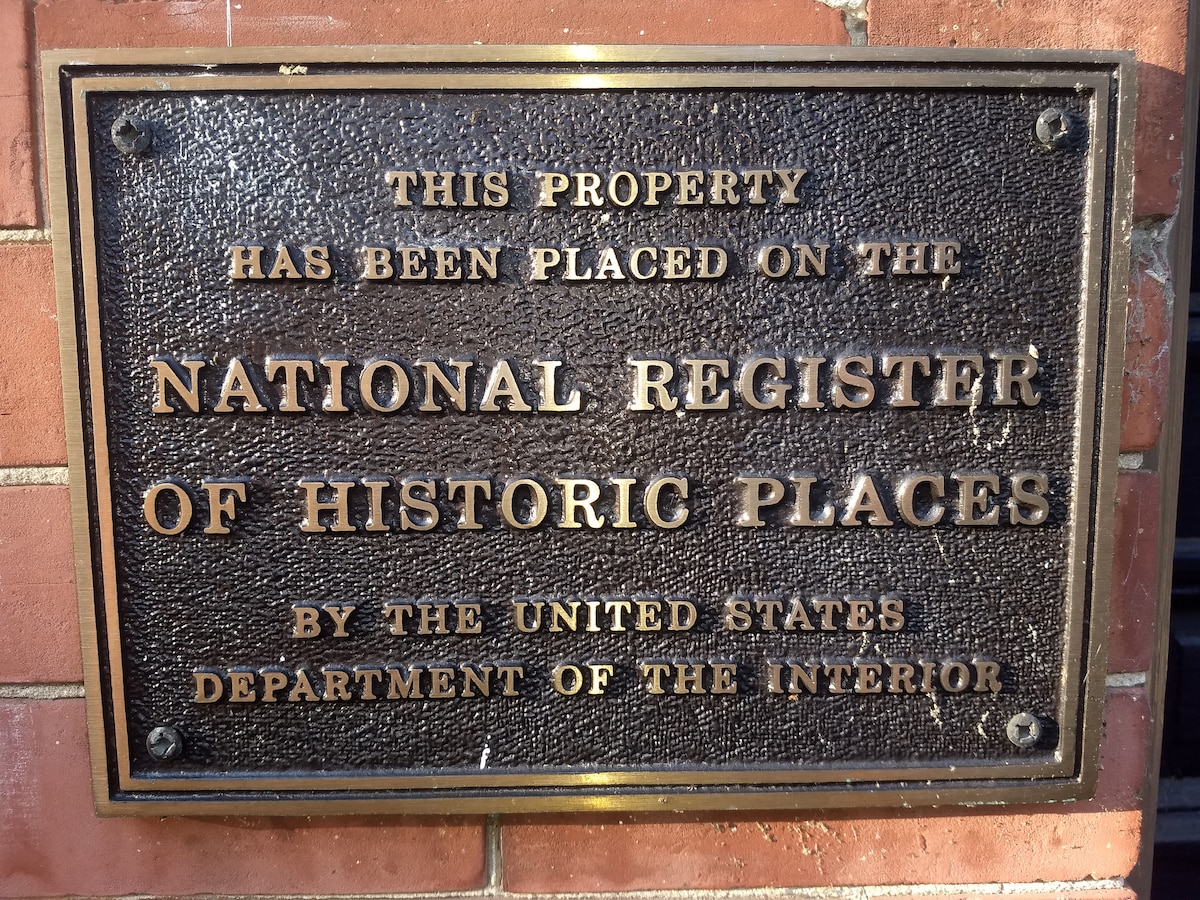 THIS PROPERTY
HAS BEEN PLACED ON THE
NATIONAL REGISTER
OF HISTORIC PLACES
BY THE UNITED STATES
DEPARTMENT OF THE INTERIOR